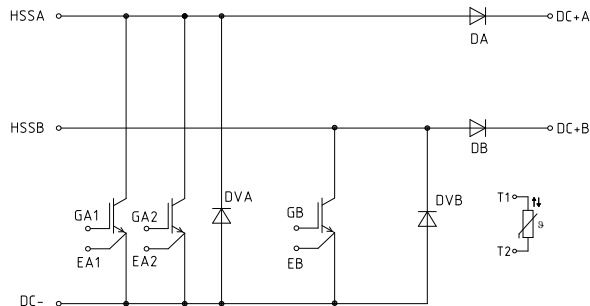 HSSA
DC+A
DA
HSSB
DC+B
DB
DVA
DVB
T1
GA1
GA2
GB
ϑ
EA1
EA2
EB
T2
DC-